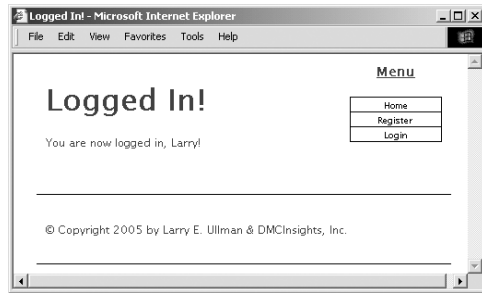 Logged In! - Microsoft Internet Explorer
File Edit View Favorites Tools Help
Menu
Home
Register
Login
Logged In!
You are now logged in, Larry!
© Copyright 2005 by Larry E. Ullman & DMCInsights, Inc.